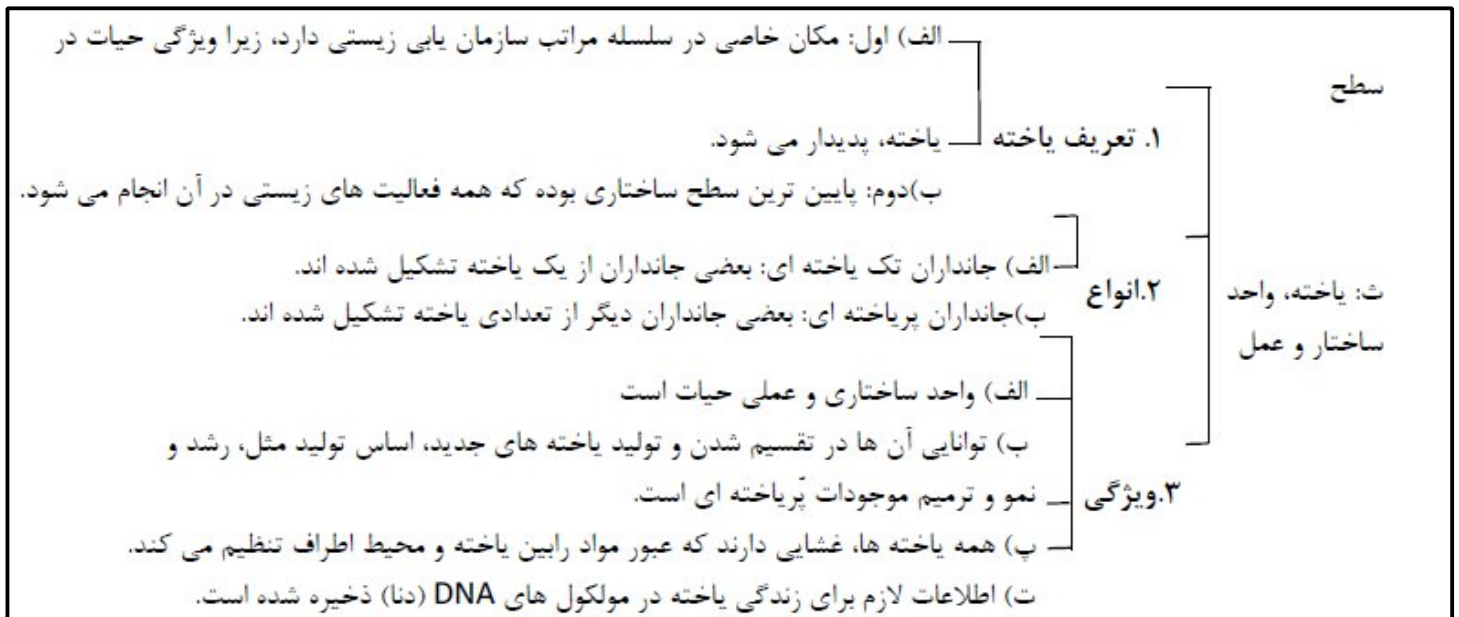 الف) اول: مکان خاصی در سلسله مراتب سازمان یابی زیستی دارد، زیرا ویژگی حیات در
سطح
۱. تعریف یاخته
یاخته، پدیدار می شود.
ب)دوم: پایین ترین سطح ساختاری بوده که همه فعالیت های زیستی در آن انجام می شود.
الف) جانداران تک یاخته ای: بعضی جانداران از یک یاخته تشکیل شده اند.
ث: یاخته، واحد
۲.انواع
ب)جانداران پریاخته ای: بعضی جانداران دیگر از تعدادی یاخته تشکیل شده اند.
ساختار و عمل
الف) واحد ساختاری و عملی حیات است
ب) توانایی آن ها در تقسیم شدن و تولید یاخته های جدید، اساس تولید مثل، رشد و
۳.ویژگی
نمو و ترمیم موجودات پَریاخته ای است.
پ) همه یاخته ها، غشایی دارند که عبور مواد رابین یاخته و محیط اطراف تنظیم می کند.
ت) اطلاعات لازم برای زندگی یاخته در مولکول های DNA (دنا) ذخیره شده است.